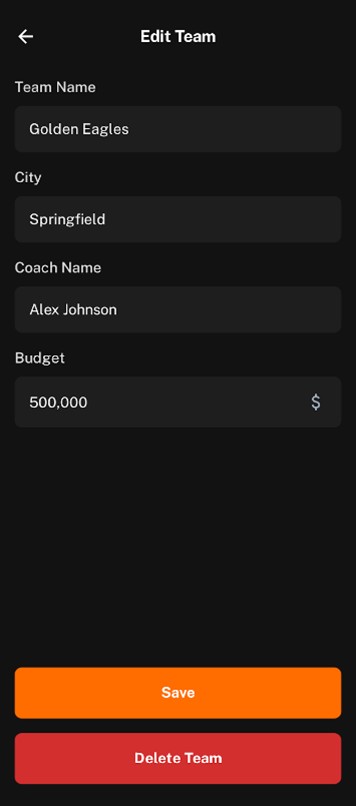 Edit Team
Team Name
Golden Eagles
City
Springfield
Coach Name
Alex Johnson
Budget
500,000 $
Save
Delete Team